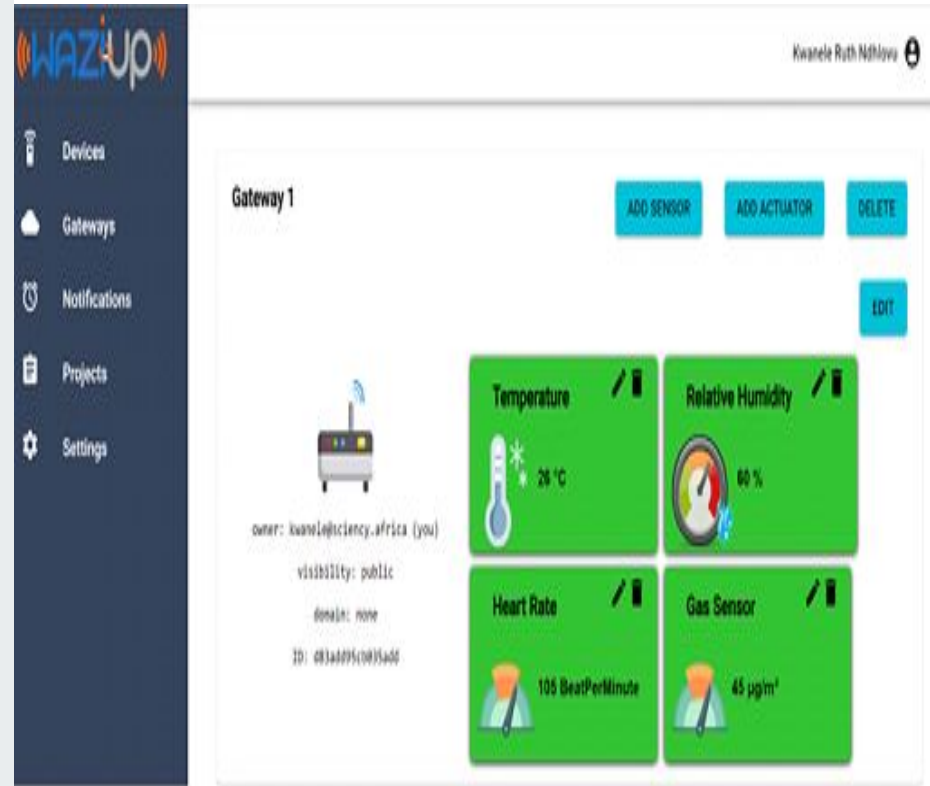 WAZIUP
Kwanele Ruth Ndhlovu
Devices
Gateways
Notifications
Projects
Settings
Gateway 1
ADD SENSOR
ADD ACTUATOR
DELETE
EDIT
Temperature
26 °C
Relative Humidity
60 %
owner: kwanele@sciency.africa (you)
visibility: public
domain: none
ID:
Heart Rate
105 BeatPerMinute
Gas Sensor
45 µg/m³